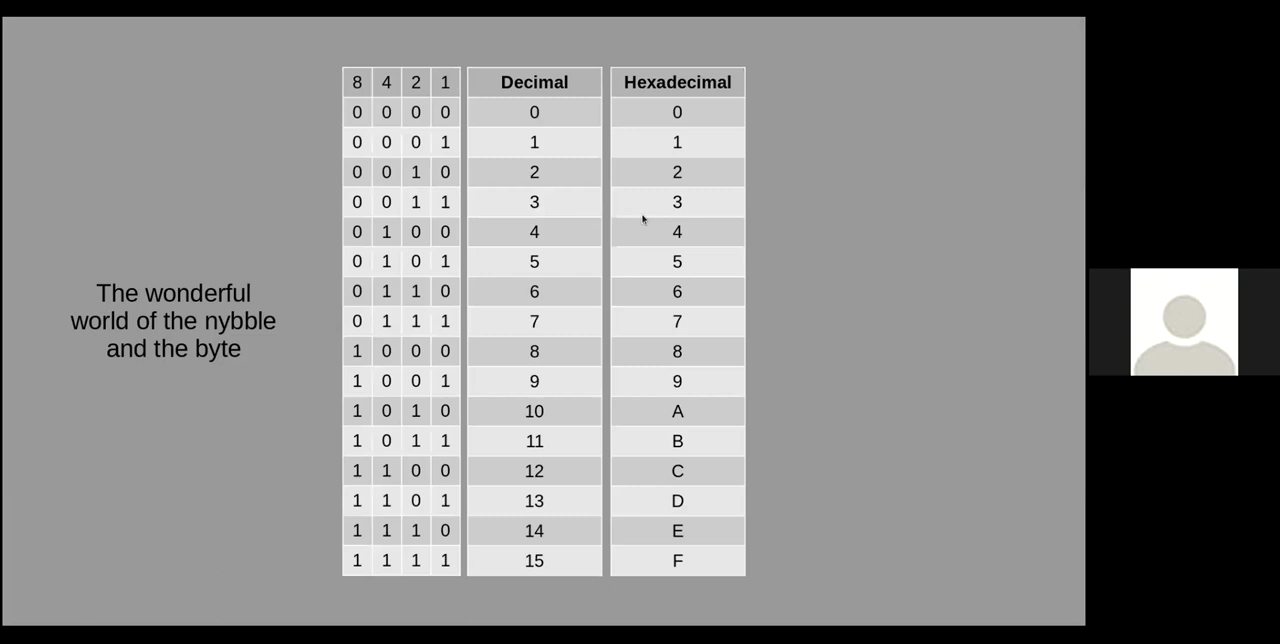 8 4 2 1 Decimal Hexadecimal
0 0 0 0 0 0
0 0 0 1 1 1
0 0 1 0 2 2
0 0 1 1 3 3
0 1 0 0 4 4
0 1 0 1 5 5
0 1 1 0 6 6
0 1 1 1 7 7
1 0 0 0 8 8
1 0 0 1 9 9
1 0 1 0 10 A
1 0 1 1 11 B
1 1 0 0 12 C
1 1 0 1 13 D
1 1 1 0 14 E
1 1 1 1 15 F
The wonderful
world of the nybble
and the byte